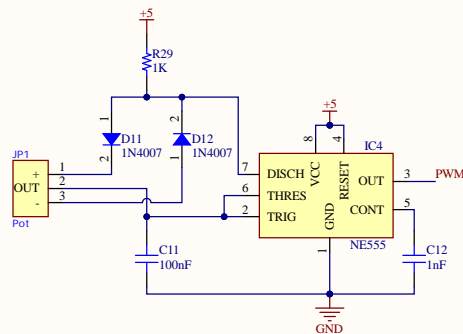 +5
R29
1K
1
2
D11
1N4007
2
1
D12
1N4007
+5
8
4
IC4
JP1
+
OUT
-
1
2
3
Pot
7
6
2
DISCH
THRES
TRIG
VCC
RESET
GND
OUT
CONT
3
5
PWM
1
NE555
C11
100nF
C12
1nF
GND